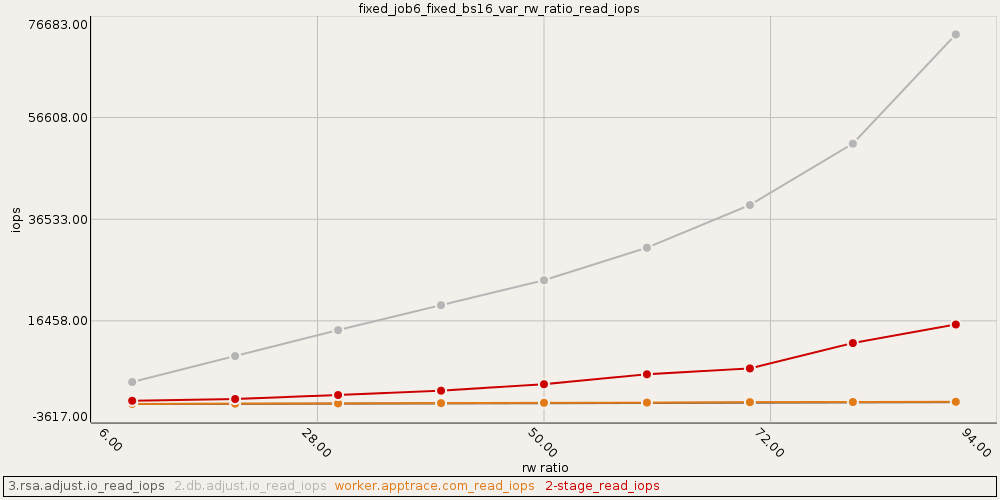 fixed_job6_fixed_bs16_var_rw_ratio_read_iops
76683.00
56608.00
36533.00
16458.00
-3617.00
iops
6.00 28.00 50.00 72.00 94.00
rw ratio
3.rsa.adjust.io_read_iops 2.db.adjust.io_read_iops worker.apptrace.com_read_iops 2-stage_read_iops